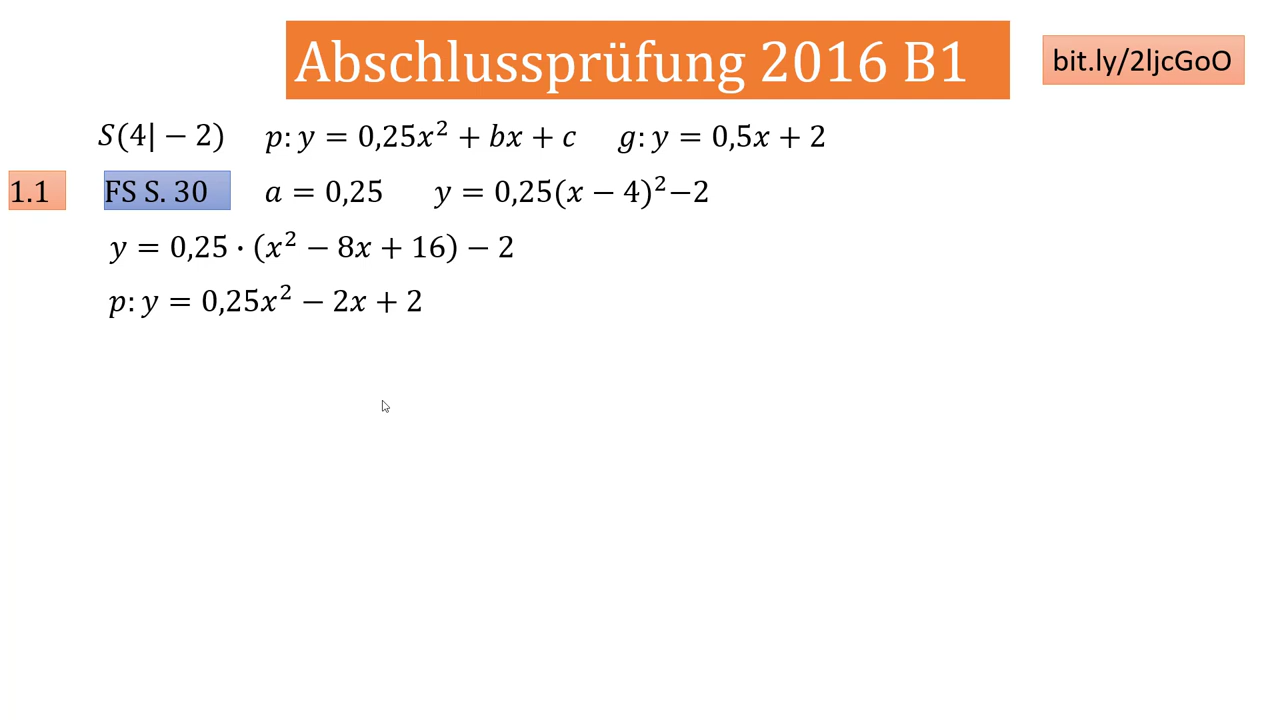 Abschlussprüfung 2016 B1
bit.ly/2ljcGoO
S(4|−2) p: y = 0,25x² + bx + c g: y = 0,5x + 2
1.1 FS S. 30 a = 0,25 y = 0,25(x − 4)²−2
y = 0,25 · (x² − 8x + 16) − 2
p: y = 0,25x² − 2x + 2